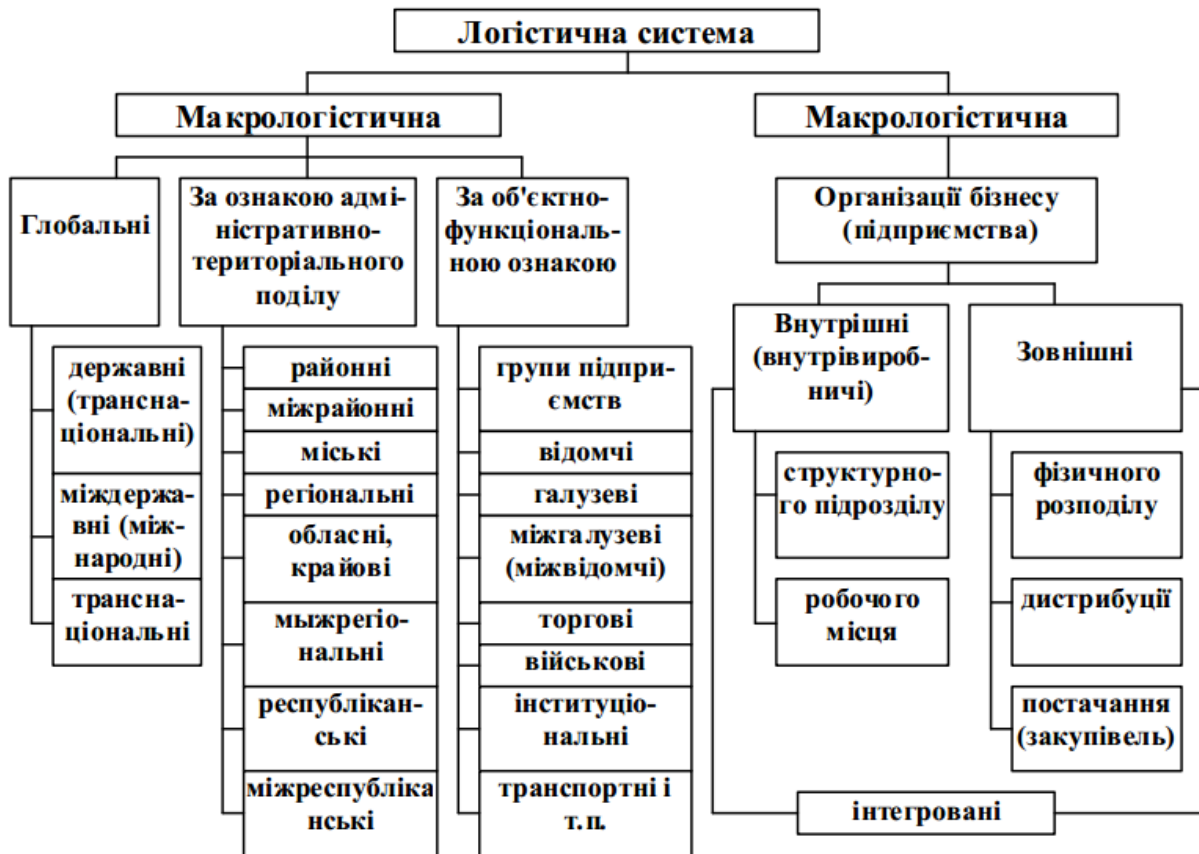 Логістична система
Макрологістична
Макрологістична
Глобальні
За ознакою адмі-
ністративно-
територіального
поділу
За об'єктно-
функціональ-
ною ознакою
Організації бізнесу
(підприємства)
державні
(трансна-
ціональні)
міждержа-
вні (між-
народні)
трансна-
ціональні
районні
міжрайонні
міські
регіональні
обласні,
крайові
мыжрегіо-
нальні
республікан-
ські
міжреспубліка
нські
групи підпри-
ємств
відомчі
галузеві
міжгалузеві
(міжвідомчі)
торгові
військові
інституціо-
нальні
транспортні і
т.п.
Внутрішні
(внутрівироб-
ничі)
структурно-
го підрозділу
робочого
місця
Зовнішні
фізичного
розподілу
дистрибуції
постачання
(закупівель)
інтегровані